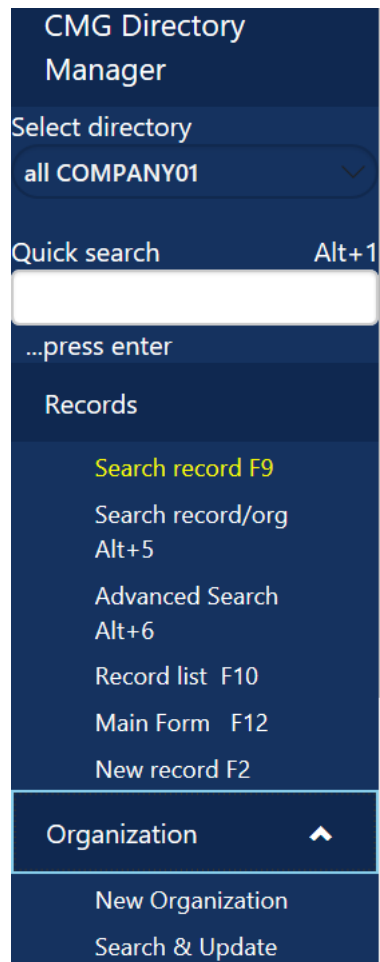 CMG Directory
Manager
Select directory
all COMPANY01
Quick search Alt+1
...press enter
Records
Search record F9
Search record/org
Alt+5
Advanced Search
Alt+6
Record list F10
Main Form F12
New record F2
Organization
New Organization
Search & Update